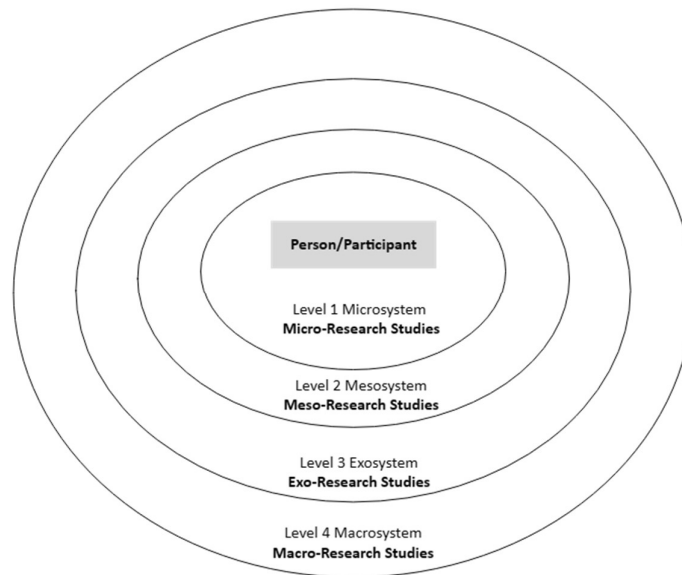 Person/Participant
Level 1 Microsystem
Micro-Research Studies
Level 2 Mesosystem
Meso-Research Studies
Level 3 Exosystem
Exo-Research Studies
Level 4 Macrosystem
Macro-Research Studies